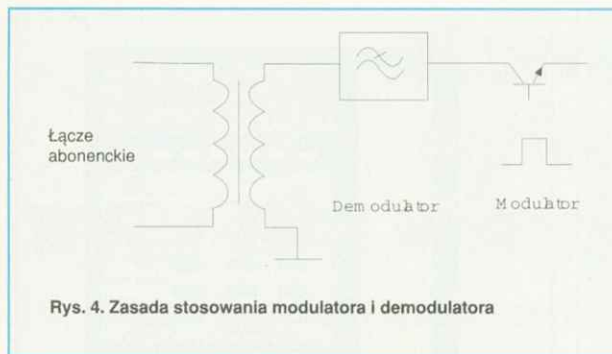 Łącze
abonenckie
Demodulator
Modulator
Rys. 4. Zasada stosowania modulatora i demodulatora